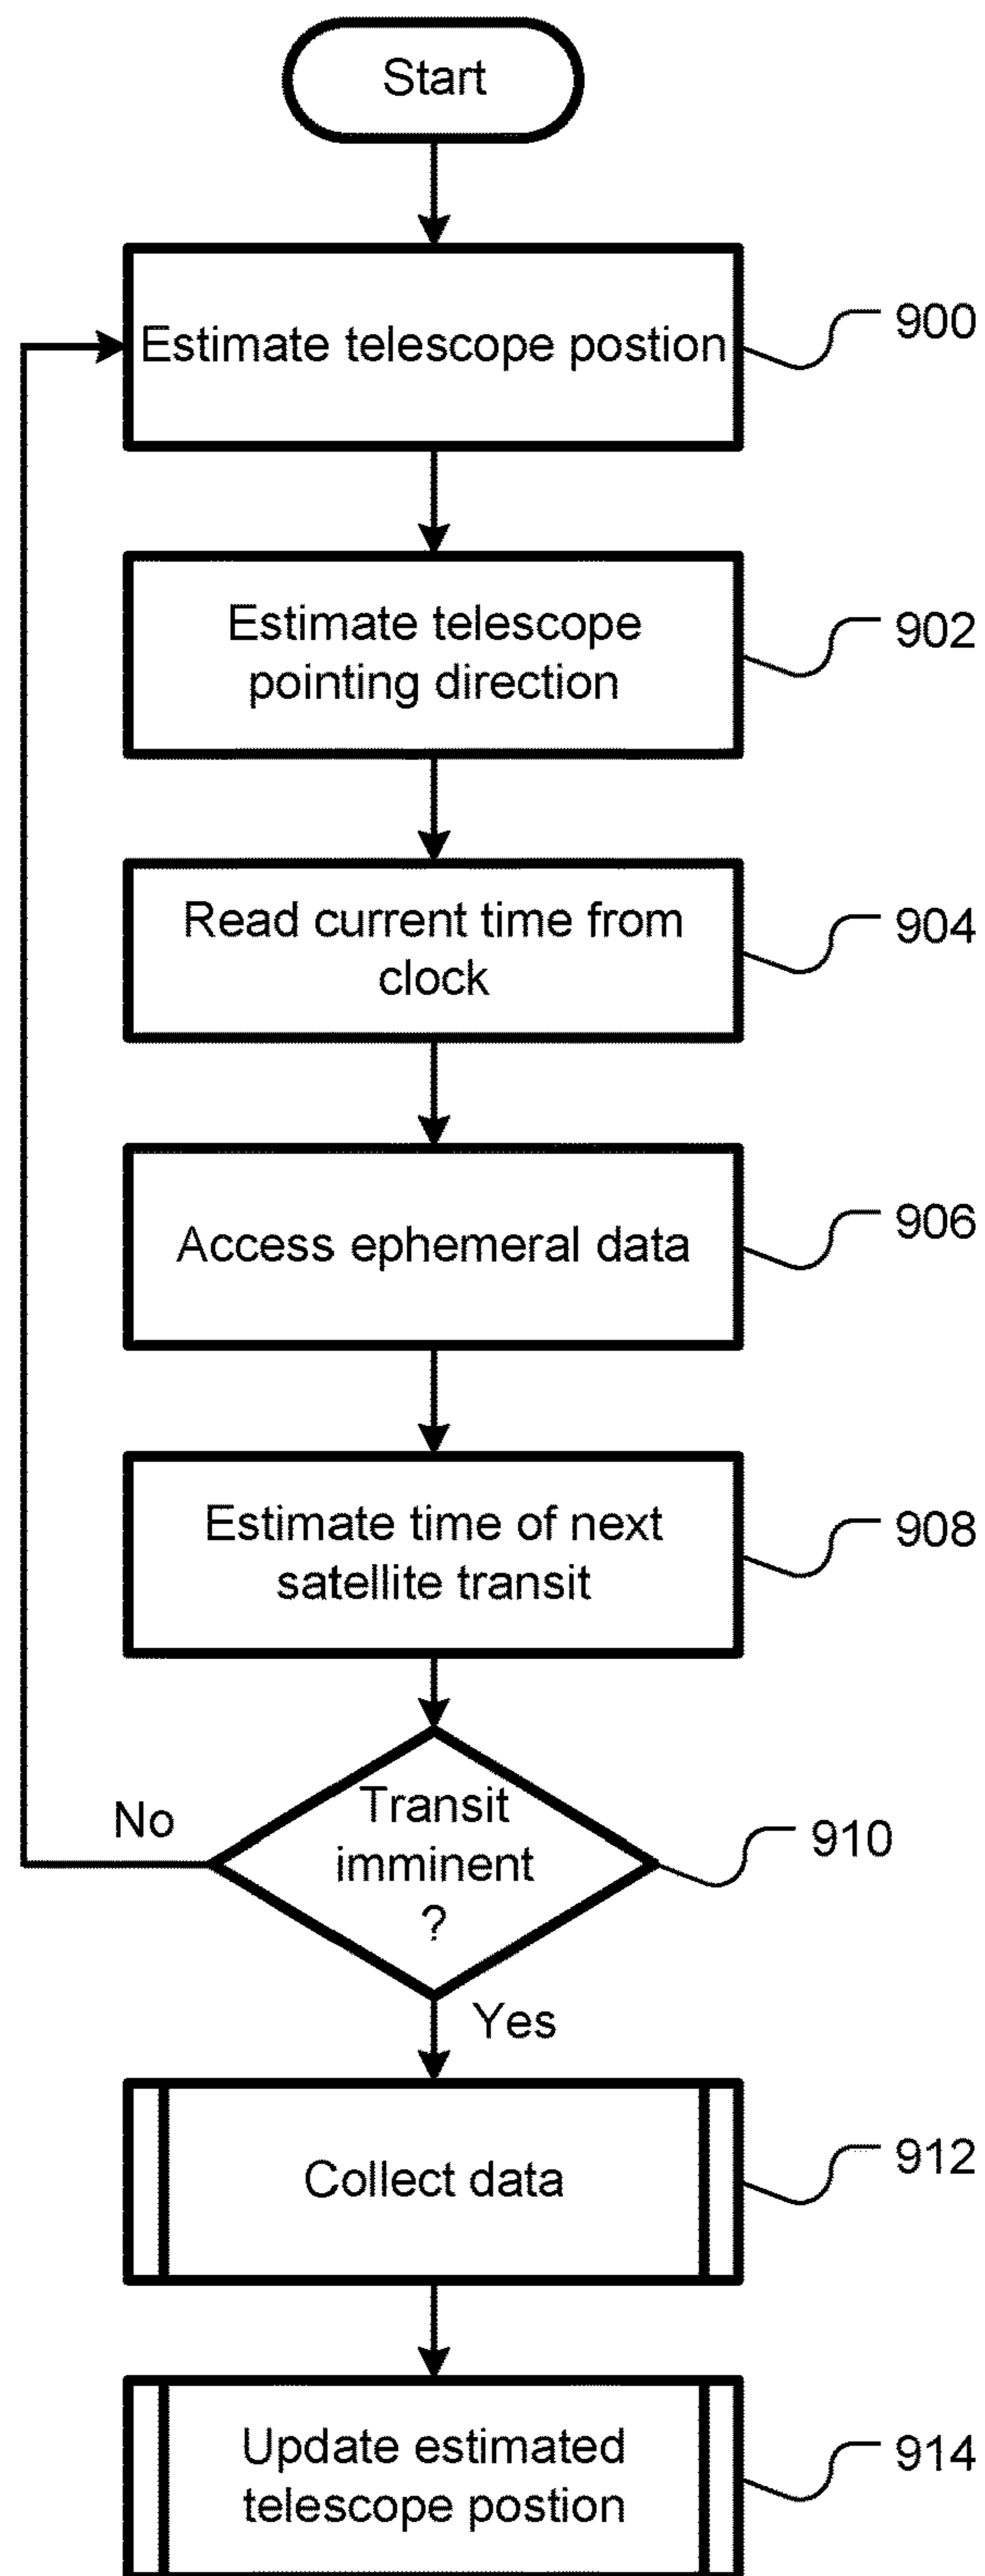 Start
Estimate telescope postion
900
Estimate telescope
pointing direction
902
Read current time from
clock
904
Access ephemeral data
906
Estimate time of next
satellite transit
908
Transit
imminent
?
No
910
Yes
Collect data
912
Update estimated
telescope postion
914